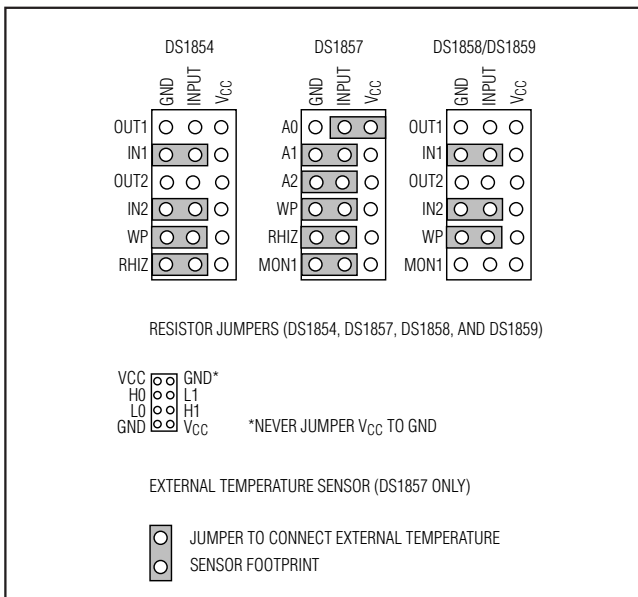 DS1854 DS1857 DS1858/DS1859
GND INPUT VCC GND INPUT VCC GND INPUT VCC
OUT1 A0 OUT1
IN1 A1 IN1
OUT2 A2 OUT2
IN2 WP IN2
WP RHIZ WP
RHIZ MON1 MON1
RESISTOR JUMPERS (DS1854, DS1857, DS1858, AND DS1859)
VCC GND*
H0 L1
L0 H1
GND VCC *NEVER JUMPER VCC TO GND
EXTERNAL TEMPERATURE SENSOR (DS1857 ONLY)
JUMPER TO CONNECT EXTERNAL TEMPERATURE
SENSOR FOOTPRINT